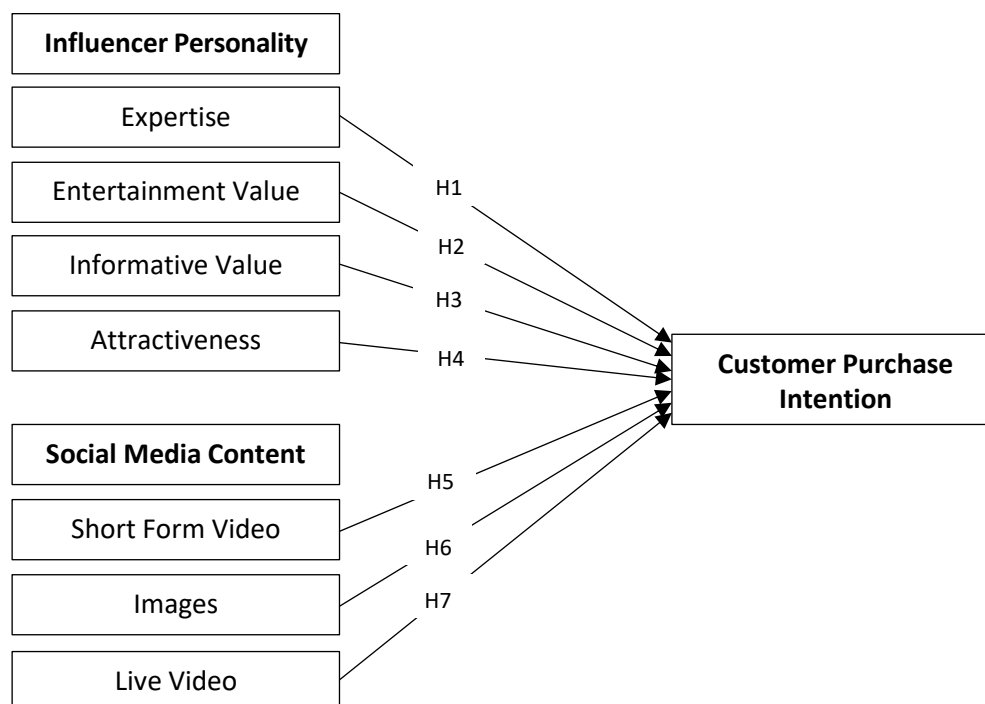 Influencer Personality
Expertise
Entertainment Value
Informative Value
Attractiveness
Social Media Content
Short Form Video
Images
Live Video
H1
H2
H3
H4
H5
H6
H7
Customer Purchase
Intention